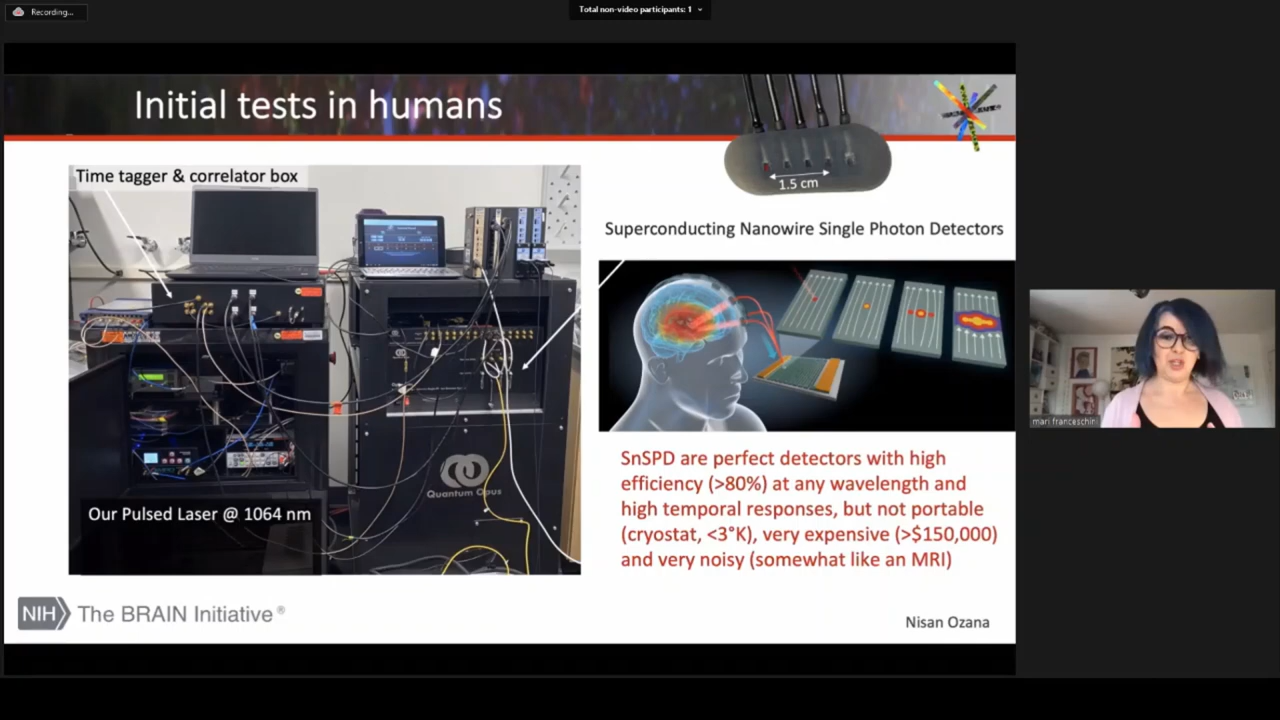 Recording...
Total non-video participants: 1
Initial tests in humans
Time tagger & correlator box
1.5 cm
Superconducting Nanowire Single Photon Detectors
Quantum Opus
Our Pulsed Laser @ 1064 nm
SnSPD are perfect detectors with high
efficiency (>80%) at any wavelength and
high temporal responses, but not portable
(cryostat, <3°K), very expensive (>$150,000)
and very noisy (somewhat like an MRI)
NIH The BRAIN Initiative®
Nisan Ozana
mari franceschini